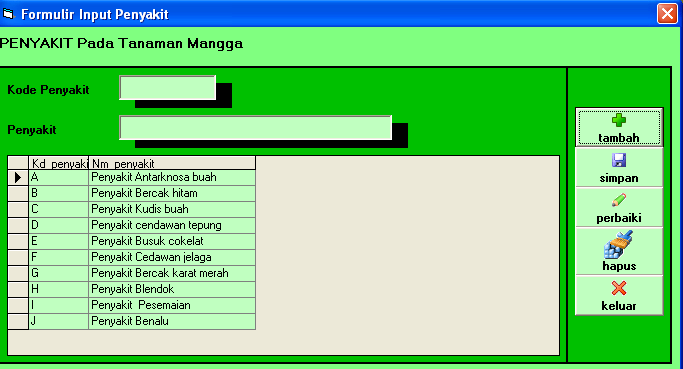 Formulir Input Penyakit
PENYAKIT Pada Tanaman Mangga
Kode Penyakit
Penyakit
Kd_penyaki Nm_penyakit
A Penyakit Antarknosa buah
B Penyakit Bercak hitam
C Penyakit Kudis buah
D Penyakit cendawan tepung
E Penyakit Busuk cokelat
F Penyakit Cedawan jelaga
G Penyakit Bercak karat merah
H Penyakit Blendok
I Penyakit Pesemaian
J Penyakit Benalu
tambah
simpan
perbaiki
hapus
keluar